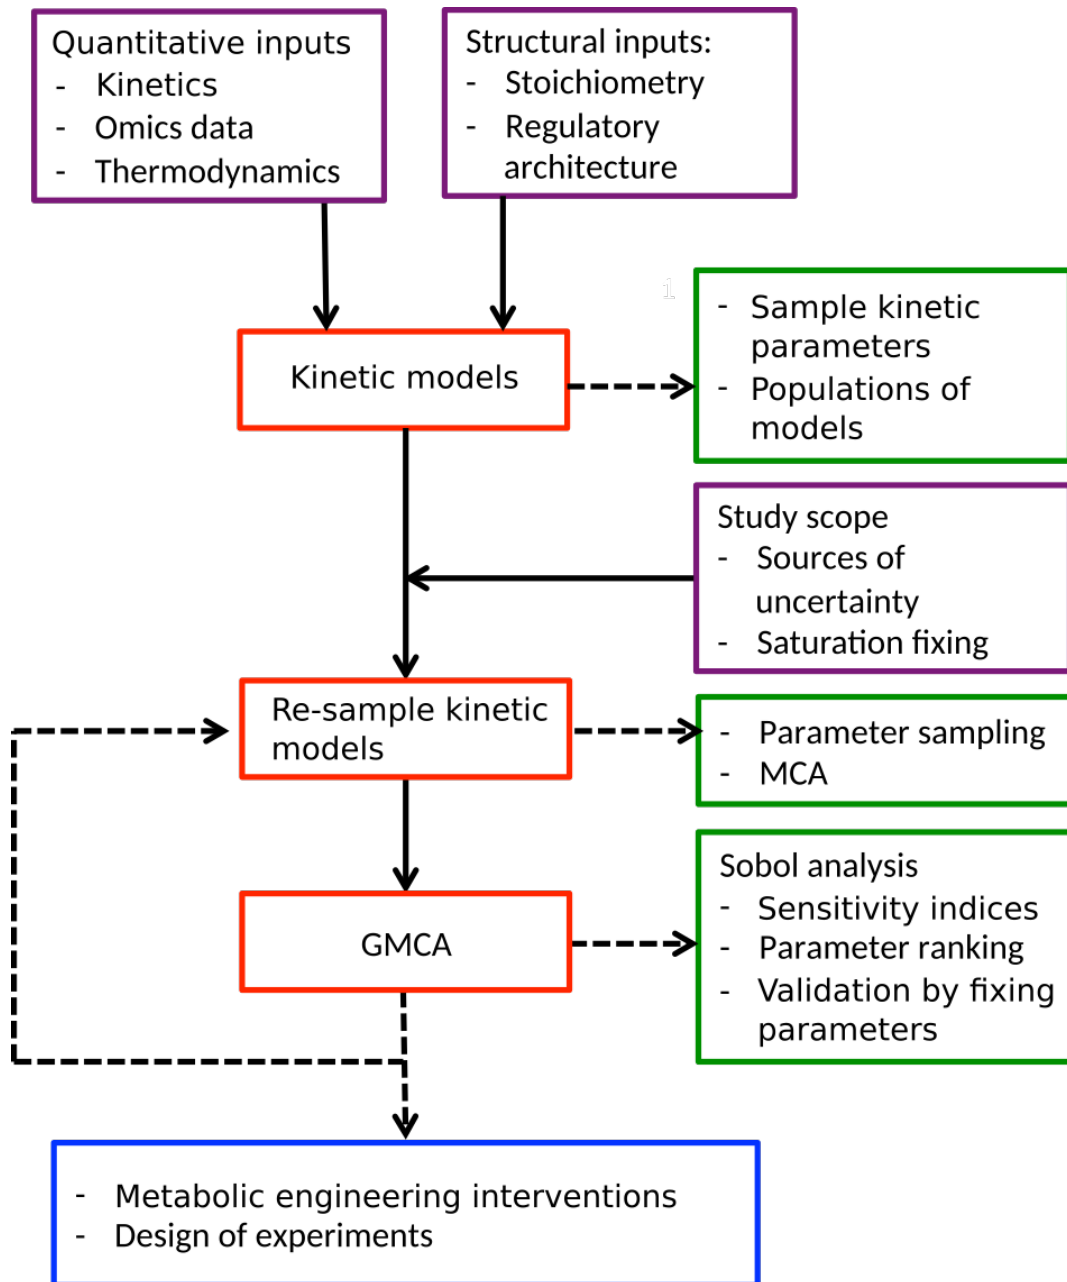 Quantitative inputs
- Kinetics
- Omics data
- Thermodynamics
Structural inputs:
- Stoichiometry
- Regulatory
architecture
i
Kinetic models
- Sample kinetic
parameters
- Populations of
models
Study scope
- Sources of
uncertainty
- Saturation fixing
Re-sample kinetic
models
- Parameter sampling
- MCA
GMCA
Sobol analysis
- Sensitivity indices
- Parameter ranking
- Validation by fixing
parameters
- Metabolic engineering interventions
- Design of experiments